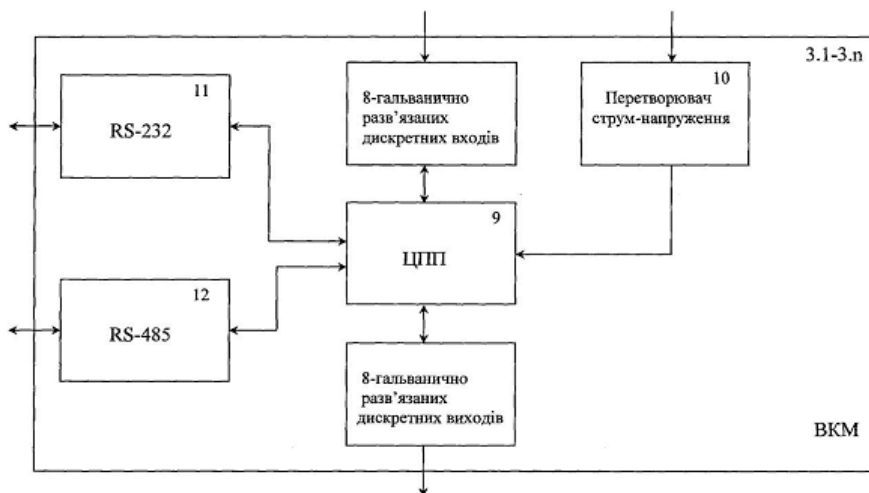 3.1-3.n
11
RS-232
8-гальванично
разв’язаних
дискретних входів
10
Перетворювач
струм-напруження
9
ЦПП
12
RS-485
8-гальванично
разв’язаних
дискретних виходів
ВКМ